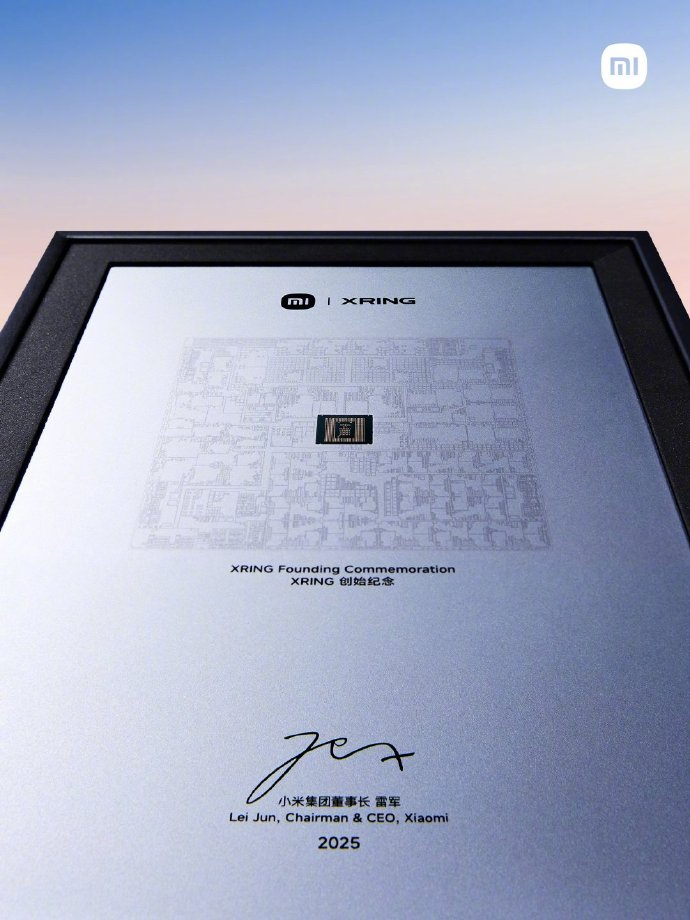 mi
mi | XRING
XRING Founding Commemoration
XRING 创始纪念
小米集团董事长 雷军
Lei Jun, Chairman & CEO, Xiaomi
2025